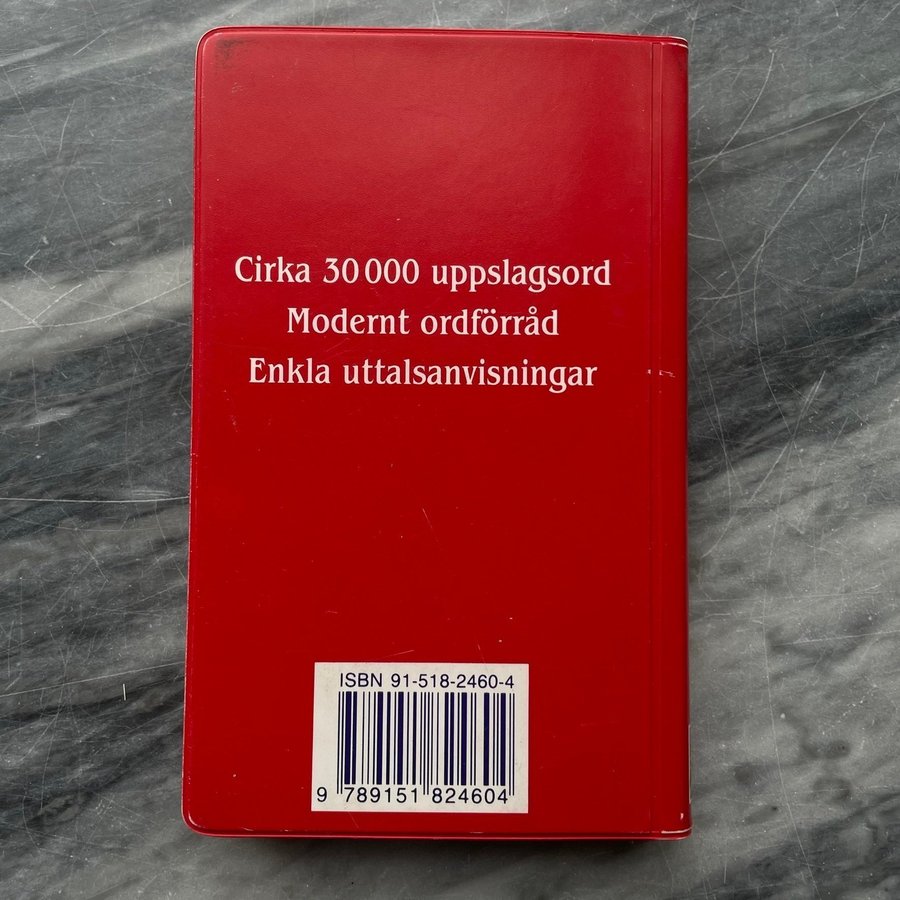 Cirka 30 000 uppslagsord
Modernt ordförråd
Enkla uttalsanvisningar
ISBN 91-518-2460-4
9 789151 824604